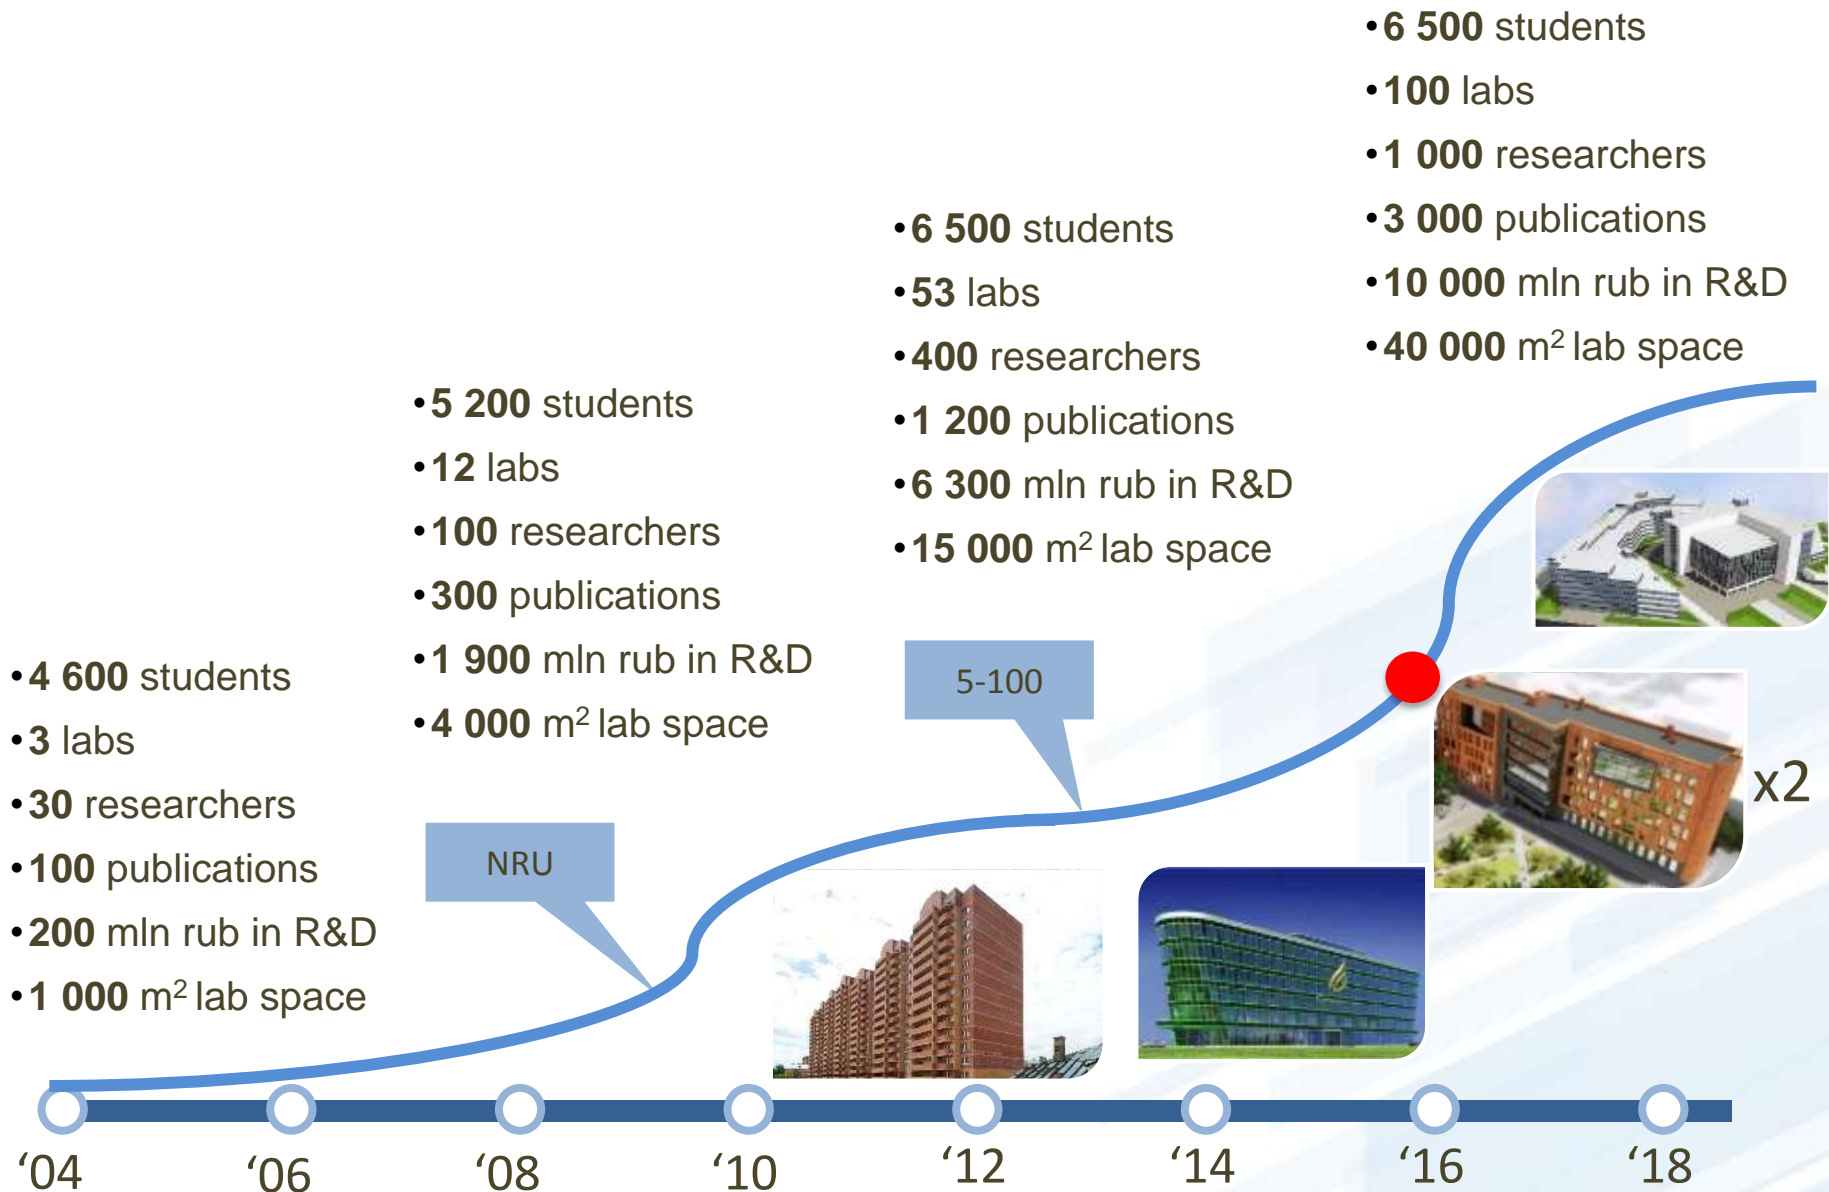 •4 600 students
•3 labs
•30 researchers
•100 publications
•200 mln rub in R&D
•1 000 m² lab space
•5 200 students
•12 labs
•100 researchers
•300 publications
•1 900 mln rub in R&D
•4 000 m² lab space
•6 500 students
•53 labs
•400 researchers
•1 200 publications
•6 300 mln rub in R&D
•15 000 m² lab space
•6 500 students
•100 labs
•1 000 researchers
•3 000 publications
•10 000 mln rub in R&D
•40 000 m² lab space
NRU
5-100
x2
‘04
‘06
‘08
‘10
‘12
‘14
‘16
‘18